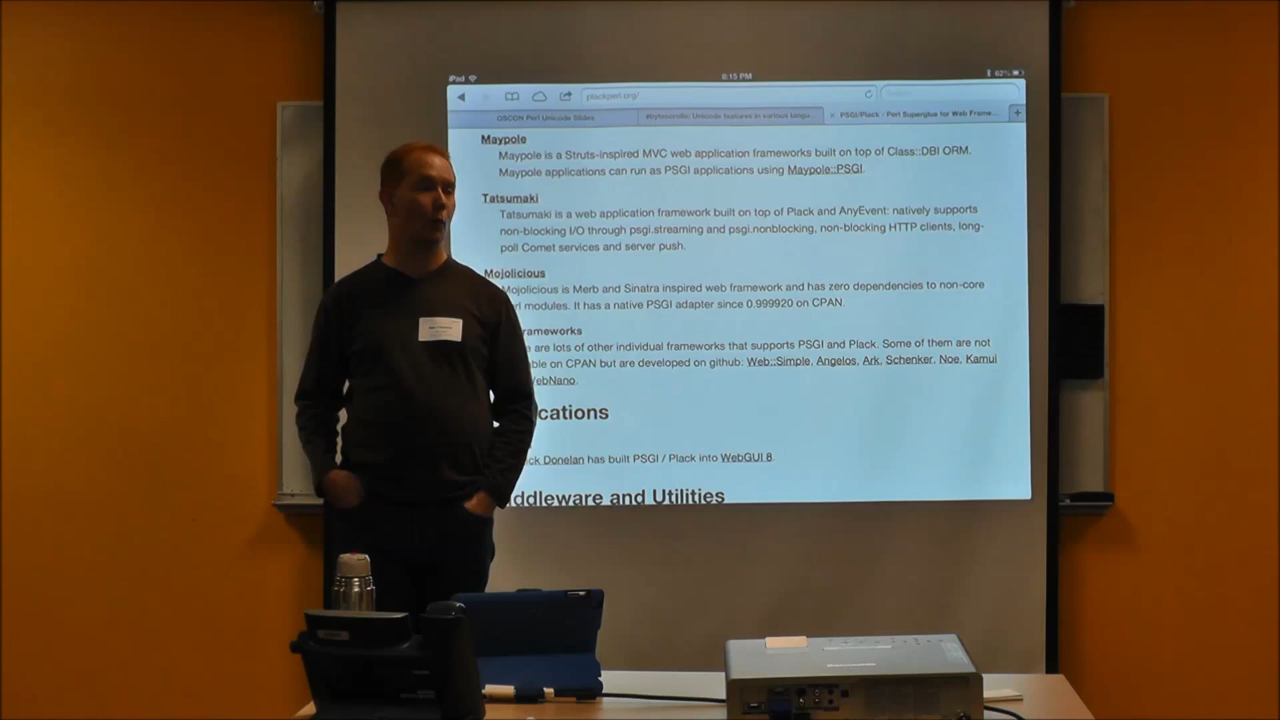 iPad
8:15 PM
62%
plackperl.org/
OSCON Perl Unicode Slides
#bytescrolls: Unicode features in various langu...
PSGI/Plack - Perl Superglue for Web Frame...
Maypole
Maypole is a Struts-inspired MVC web application frameworks built on top of Class::DBI ORM.
Maypole applications can run as PSGI applications using Maypole::PSGI.
Tatsumaki
Tatsumaki is a web application framework built on top of Plack and AnyEvent: natively supports
non-blocking I/O through psgi.streaming and psgi.nonblocking, non-blocking HTTP clients, long-
poll Comet services and server push.
Mojolicious
Mojolicious is Merb and Sinatra inspired web framework and has zero dependencies to non-core
modules. It has a native PSGI adapter since 0.999920 on CPAN.
rameworks
are lots of other individual frameworks that supports PSGI and Plack. Some of them are not
ble on CPAN but are developed on github: Web::Simple, Angelos, Ark, Schenker, Noe, Kamui
WebNano.
cations
ck Donelan has built PSGI / Plack into WebGUI 8.
ddleware and Utilities